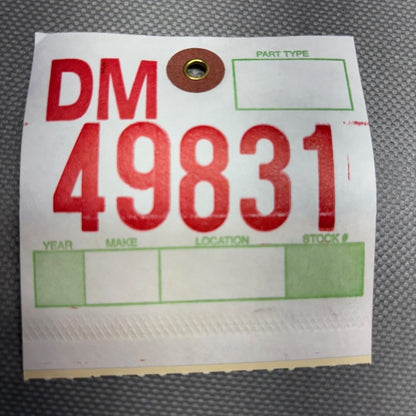 DM
PART TYPE
49831
YEAR MAKE LOCATION STOCK #